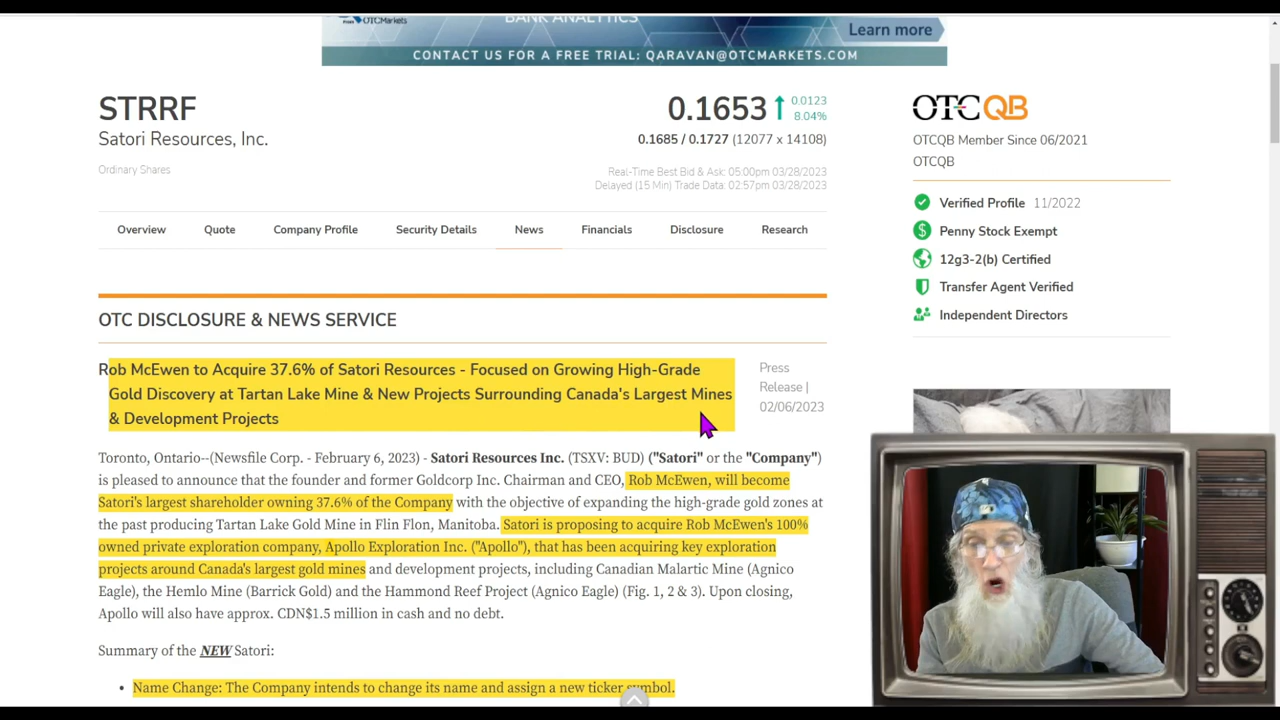 OTCMarkets
BANK ANALYTICS
Learn more
CONTACT US FOR A FREE TRIAL: QARAVAN@OTCMARKETS.COM
STRRF
Satori Resources, Inc.
Ordinary Shares
0.1653
0.0123
8.04%
0.1685 / 0.1727 (12077 x 14108)
Real-Time Best Bid & Ask: 05:00pm 03/28/2023
Delayed (15 Min) Trade Data: 02:57pm 03/28/2023
OTCQB
OTCQB Member Since 06/2021
OTCQB
Verified Profile 11/2022
Penny Stock Exempt
12g3-2(b) Certified
Transfer Agent Verified
Independent Directors
Overview Quote Company Profile Security Details News Financials Disclosure Research
OTC DISCLOSURE & NEWS SERVICE
Rob McEwen to Acquire 37.6% of Satori Resources - Focused on Growing High-Grade
Gold Discovery at Tartan Lake Mine & New Projects Surrounding Canada's Largest Mines
& Development Projects
Press
Release |
02/06/2023
Toronto, Ontario--(Newsfile Corp. - February 6, 2023) - Satori Resources Inc. (TSXV: BUD) ("Satori" or the "Company")
is pleased to announce that the founder and former Goldcorp Inc. Chairman and CEO, Rob McEwen, will become
Satori's largest shareholder owning 37.6% of the Company with the objective of expanding the high-grade gold zones at
the past producing Tartan Lake Gold Mine in Flin Flon, Manitoba. Satori is proposing to acquire Rob McEwen's 100%
owned private exploration company, Apollo Exploration Inc. ("Apollo"), that has been acquiring key exploration
projects around Canada's largest gold mines and development projects, including Canadian Malartic Mine (Agnico
Eagle), the Hemlo Mine (Barrick Gold) and the Hammond Reef Project (Agnico Eagle) (Fig. 1, 2 & 3). Upon closing,
Apollo will also have approx. CDN$1.5 million in cash and no debt.
Summary of the NEW Satori:
• Name Change: The Company intends to change its name and assign a new ticker symbol.